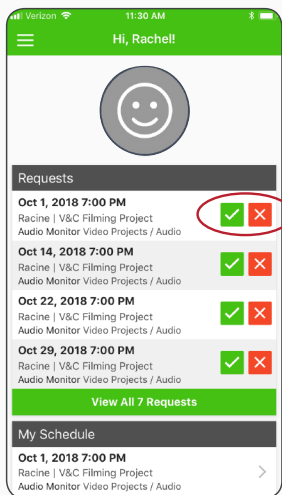 Verizon 11:30 AM
Hi, Rachel!
Requests
Oct 1, 2018 7:00 PM
Racine | V&C Filming Project
Audio Monitor Video Projects / Audio
Oct 14, 2018 7:00 PM
Racine | V&C Filming Project
Audio Monitor Video Projects / Audio
Oct 22, 2018 7:00 PM
Racine | V&C Filming Project
Audio Monitor Video Projects / Audio
Oct 29, 2018 7:00 PM
Racine | V&C Filming Project
Audio Monitor Video Projects / Audio
View All 7 Requests
My Schedule
Oct 1, 2018 7:00 PM
Racine | V&C Filming Project
Audio Monitor Video Projects / Audio